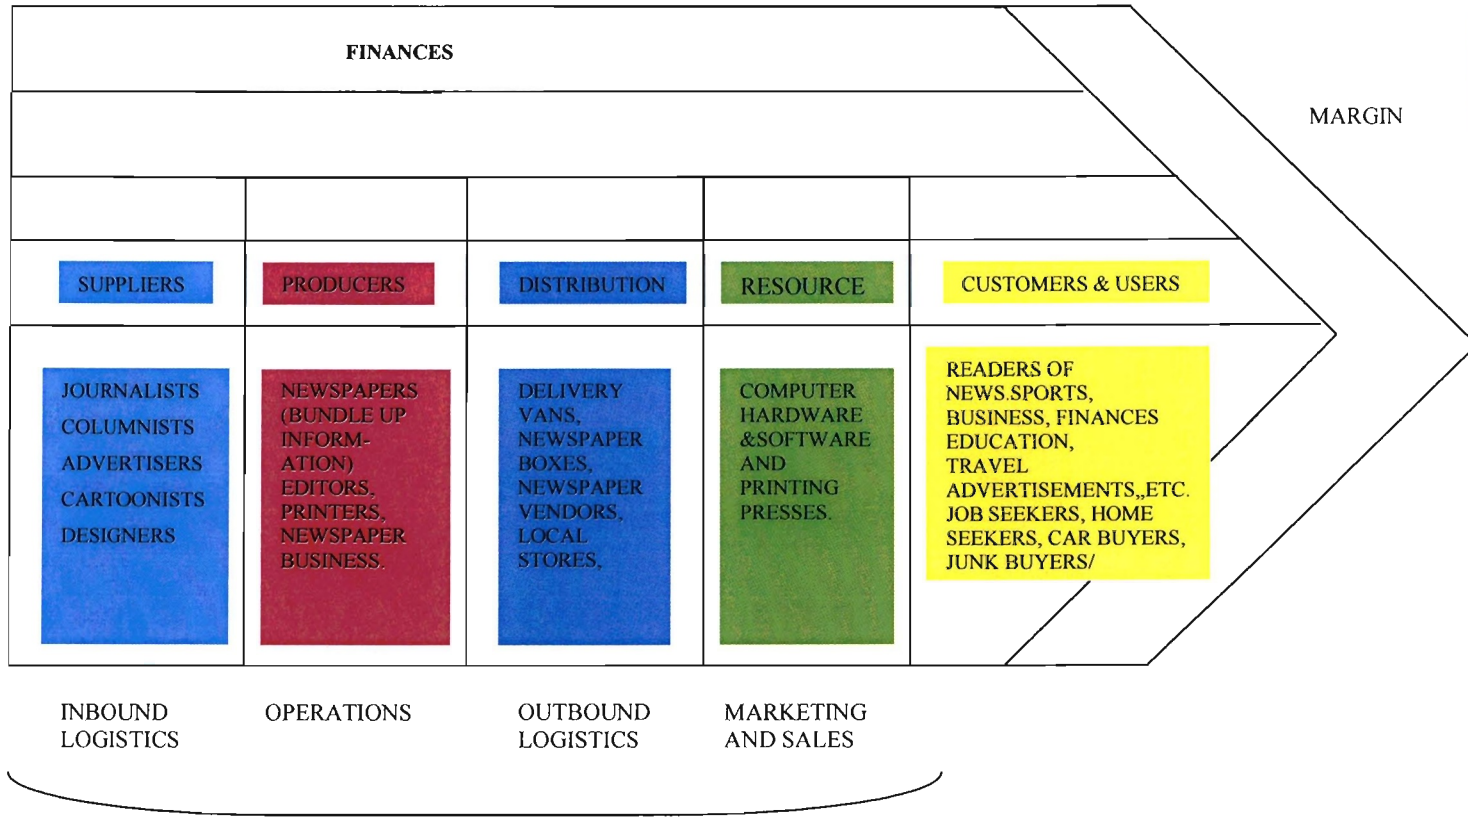 FINANCES
MARGIN
SUPPLIERS
PRODUCERS
DISTRIBUTION
RESOURCE
CUSTOMERS & USERS
JOURNALISTS
COLUMNISTS
ADVERTISERS
CARTOONISTS
DESIGNERS
NEWSPAPERS
(BUNDLE UP
INFORM-
ATION)
EDITORS,
PRINTERS,
NEWSPAPER
BUSINESS.
DELIVERY
VANS,
NEWSPAPER
BOXES,
NEWSPAPER
VENDORS,
LOCAL
STORES,
COMPUTER
HARDWARE
&SOFTWARE
AND
PRINTING
PRESSES.
READERS OF
NEWS.SPORTS,
BUSINESS, FINANCES
EDUCATION,
TRAVEL
ADVERTISEMENTS,,ETC.
JOB SEEKERS, HOME
SEEKERS, CAR BUYERS,
JUNK BUYERS/
INBOUND
LOGISTICS
OPERATIONS
OUTBOUND
LOGISTICS
MARKETING
AND SALES